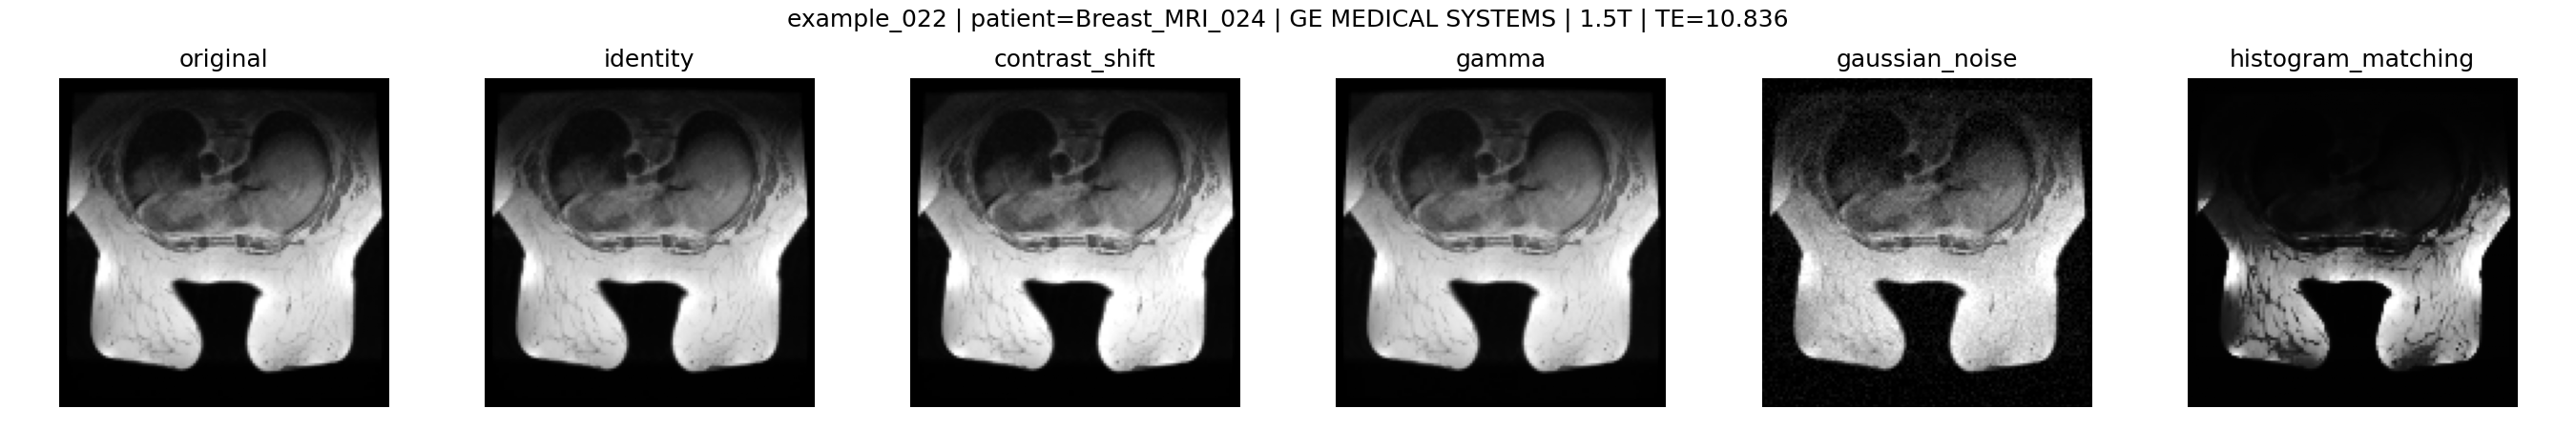 example_022 | patient=Breast_MRI_024 | GE MEDICAL SYSTEMS | 1.5T | TE=10.836
original
identity
contrast_shift
gamma
gaussian_noise
histogram_matching